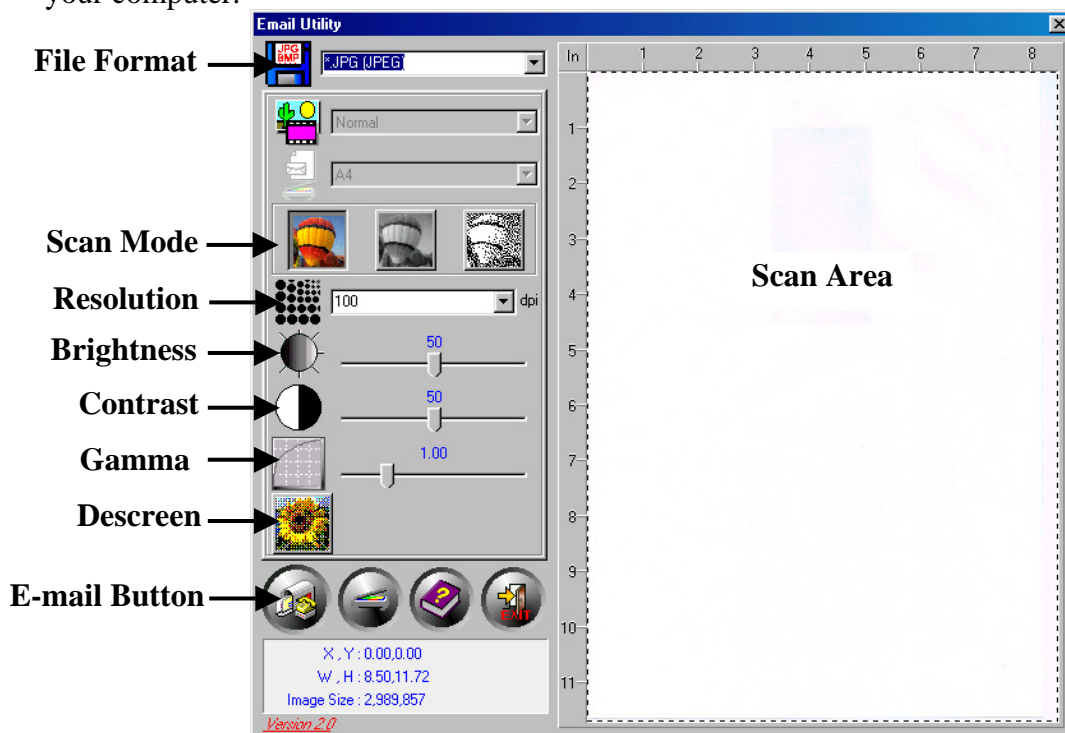 your computer.
Email Utility
File Format
JPG
BMP
*.JPG (JPEG)
Normal
A4
Scan Mode
Resolution
100
dpi
Brightness
50
Contrast
50
Gamma
1.00
Descreen
E-mail Button
EXIT
X , Y : 0.00,0.00
W , H : 8.50,11.72
Image Size : 2,989,857
Version 2.0
In 1 2 3 4 5 6 7 8
1
2
3
Scan Area
4
5
6
7
8
9
10
11